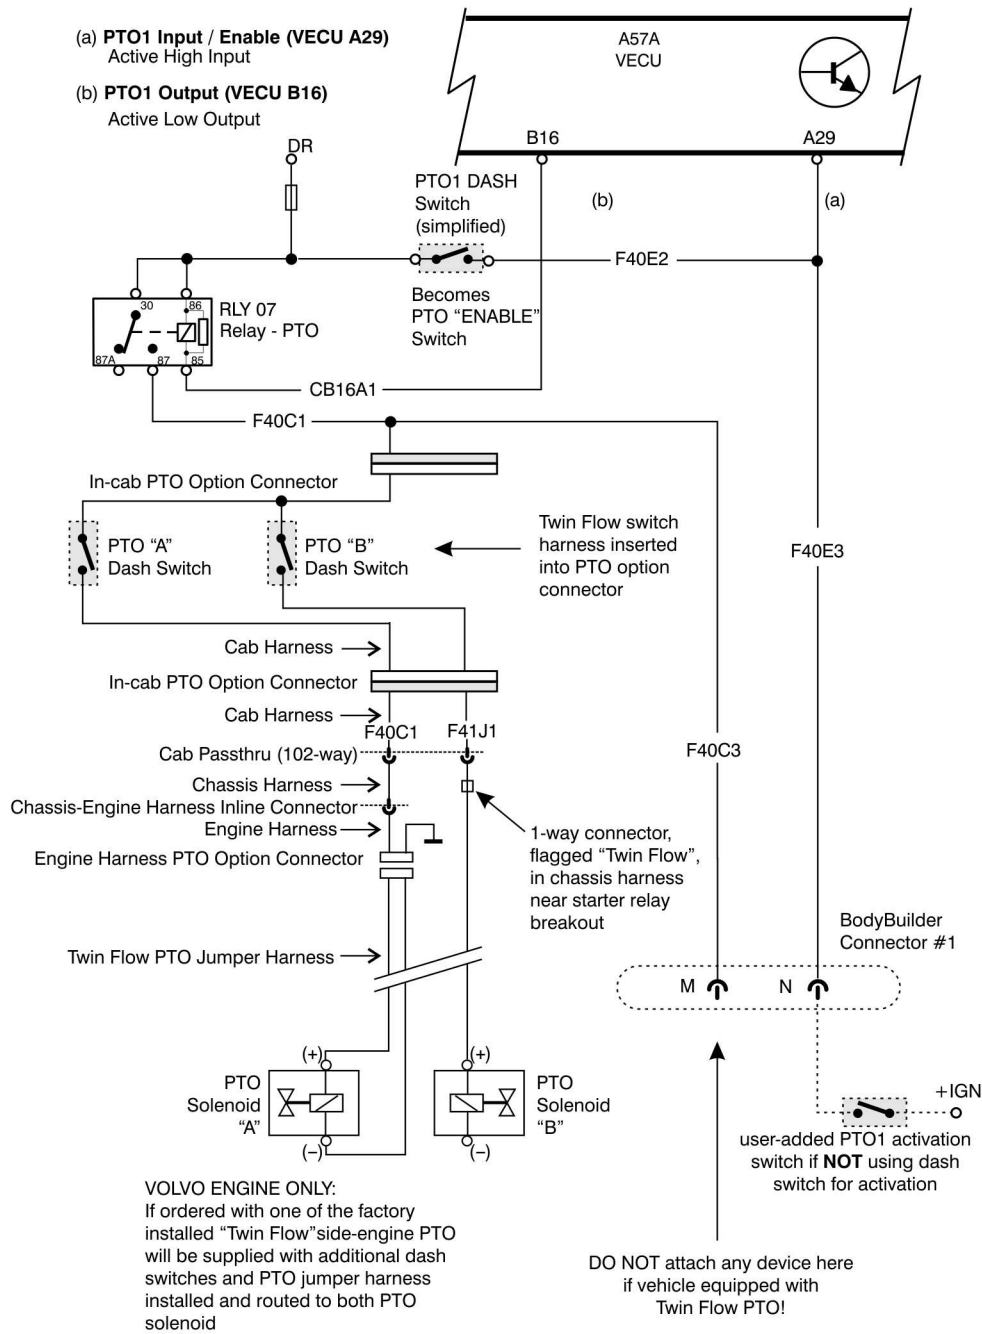 (a) PTO1 Input / Enable (VECU A29)
Active High Input
(b) PTO1 Output (VECU B16)
Active Low Output
A57A
VECU
B16
A29
DR
PTO1 DASH
Switch
(simplified)
(b)
(a)
F40E2
Becomes
PTO “ENABLE”
Switch
30
86
RLY 07
Relay - PTO
87A
87
85
CB16A1
F40C1
In-cab PTO Option Connector
PTO “A”
Dash Switch
PTO “B”
Dash Switch
Twin Flow switch
harness inserted
into PTO option
connector
F40E3
Cab Harness
In-cab PTO Option Connector
Cab Harness
F40C1
F41J1
F40C3
Cab Passthru (102-way)
Chassis Harness
Chassis-Engine Harness Inline Connector
Engine Harness
Engine Harness PTO Option Connector
1-way connector,
flagged “Twin Flow”,
in chassis harness
near starter relay
breakout
BodyBuilder
Connector #1
Twin Flow PTO Jumper Harness
M
N
(+)
(+)
PTO
Solenoid
“A”
PTO
Solenoid
“B”
(−)
(−)
+IGN
user-added PTO1 activation
switch if NOT using dash
switch for activation
VOLVO ENGINE ONLY:
If ordered with one of the factory
installed “Twin Flow”side-engine PTO
will be supplied with additional dash
switches and PTO jumper harness
installed and routed to both PTO
solenoid
DO NOT attach any device here
if vehicle equipped with
Twin Flow PTO!